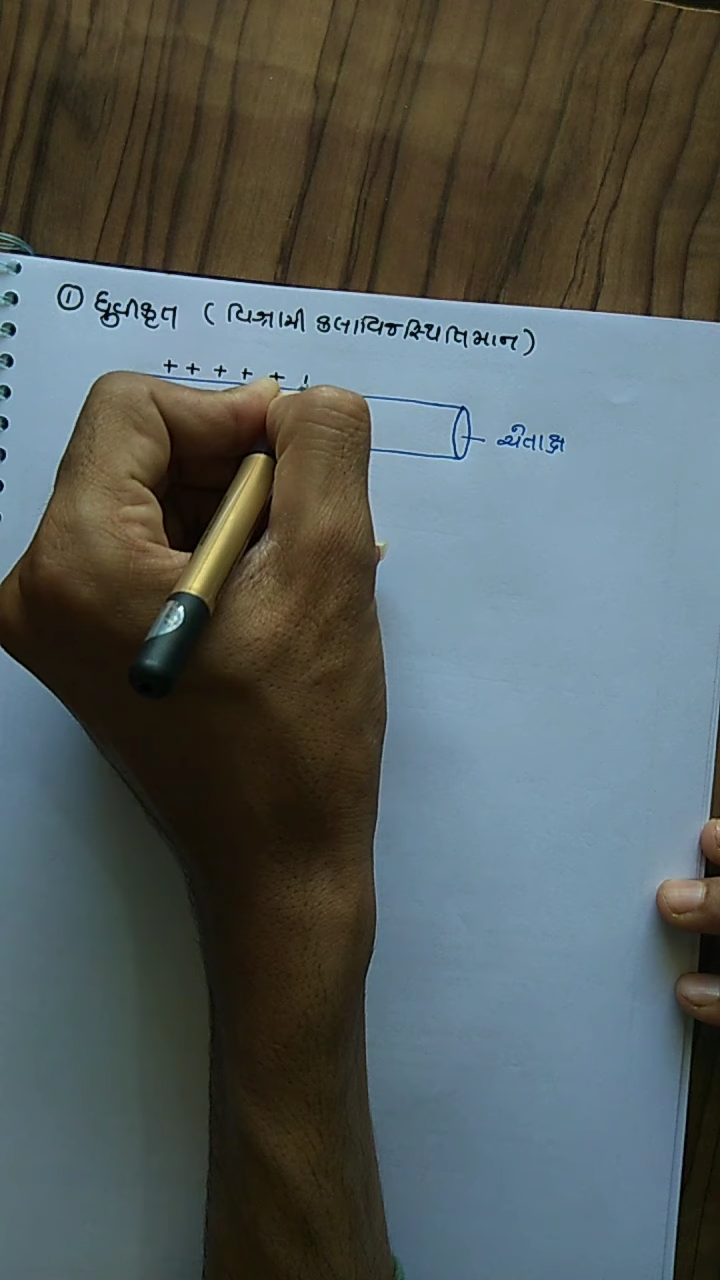 ① ધ્રુવીકૃત ( વિશ્રામી કલાવિજસ્થિતિમાન )
+ + + + +
ચેતાક્ષ